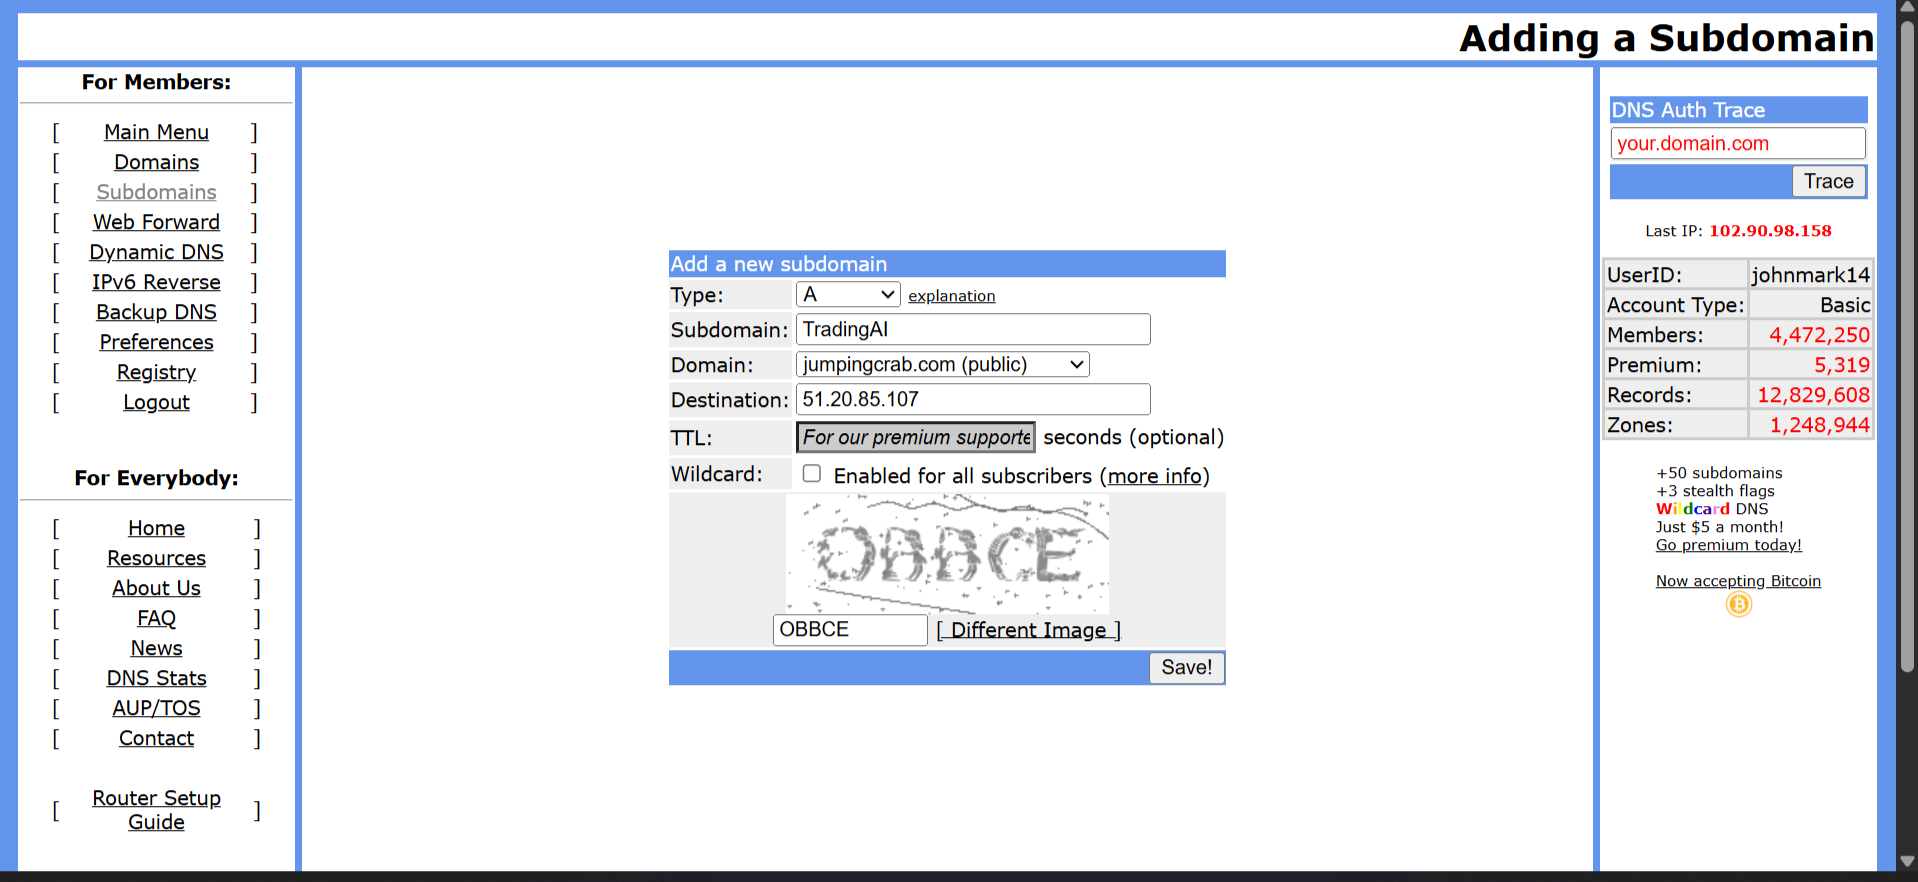 Adding a Subdomain
For Members:
[ Main Menu ]
[ Domains ]
[ Subdomains ]
[ Web Forward ]
[ Dynamic DNS ]
[ IPv6 Reverse ]
[ Backup DNS ]
[ Preferences ]
[ Registry ]
[ Logout ]
For Everybody:
[ Home ]
[ Resources ]
[ About Us ]
[ FAQ ]
[ News ]
[ DNS Stats ]
[ AUP/TOS ]
[ Contact ]
[ Router Setup
Guide ]
Add a new subdomain
Type: A explanation
Subdomain: TradingAI
Domain: jumpingcrab.com (public)
Destination: 51.20.85.107
TTL: For our premium supporte seconds (optional)
Wildcard: Enabled for all subscribers (more info)
OBBCE
OBBCE [ Different Image ]
Save!
DNS Auth Trace
your.domain.com
Trace
Last IP: 102.90.98.158
UserID: johnmark14
Account Type: Basic
Members: 4,472,250
Premium: 5,319
Records: 12,829,608
Zones: 1,248,944
+50 subdomains
+3 stealth flags
Wildcard DNS
Just $5 a month!
Go premium today!
Now accepting Bitcoin